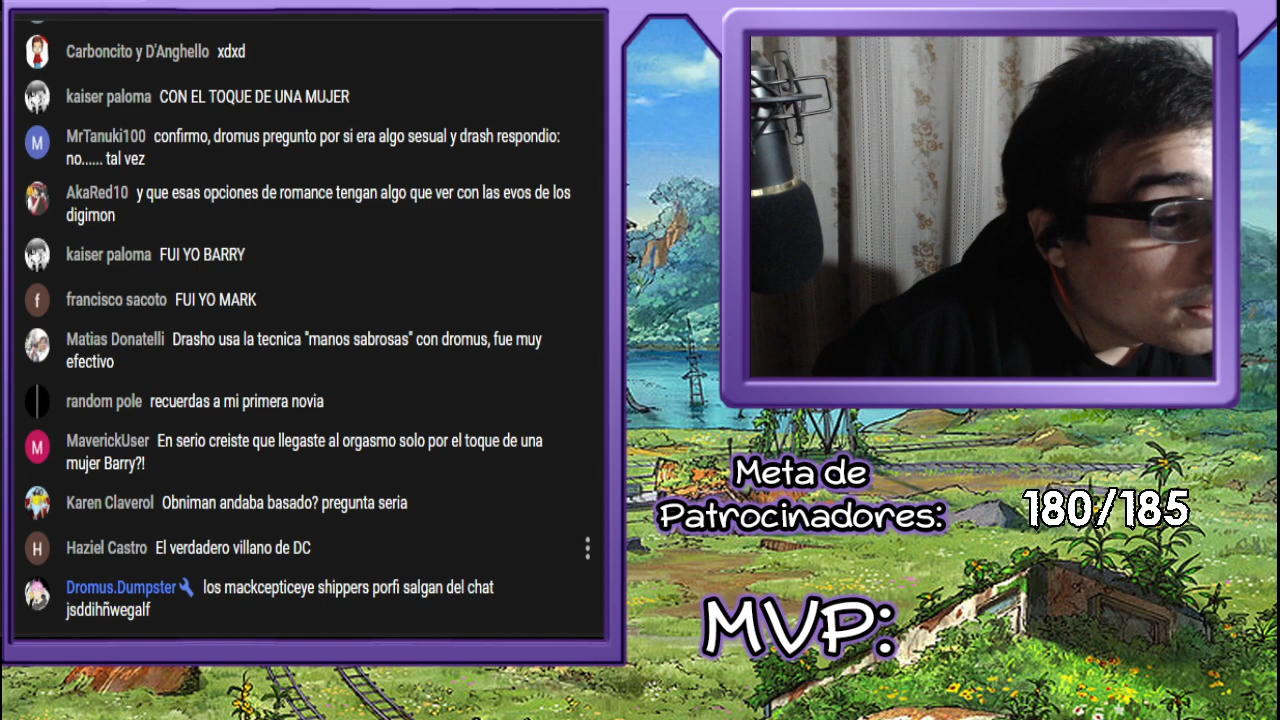 Carboncito y D'Anghello xdxd
kaiser paloma CON EL TOQUE DE UNA MUJER
M
MrTanuki100 confirmo, dromus pregunto por si era algo sesual y drash respondio:
no...... tal vez
AkaRed10 y que esas opciones de romance tengan algo que ver con las evos de los
digimon
kaiser paloma FUI YO BARRY
f
francisco sacoto FUI YO MARK
Matias Donatelli Drasho usa la tecnica "manos sabrosas" con dromus, fue muy
efectivo
random pole recuerdas a mi primera novia
M
MaverickUser En serio creiste que llegaste al orgasmo solo por el toque de una
mujer Barry?!
Karen Claverol Obniman andaba basado? pregunta seria
H
Haziel Castro El verdadero villano de DC
Dromus.Dumpster los mackcepticeye shippers porfi salgan del chat
jsddihñwegalf
Meta de
Patrocinadores:
180/185
MVP: